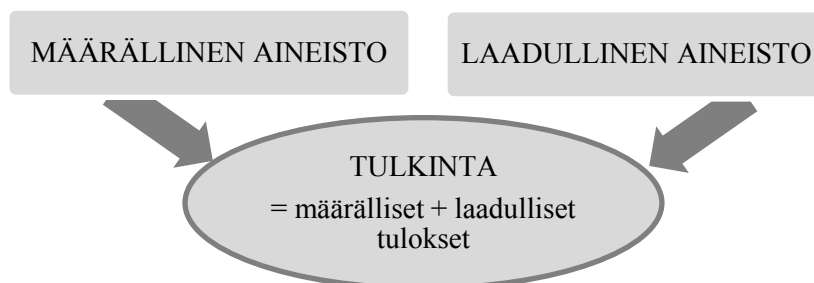 MÄÄRÄLLINEN AINEISTO
LAADULLINEN AINEISTO
TULKINTA
= määrälliset + laadulliset
tulokset